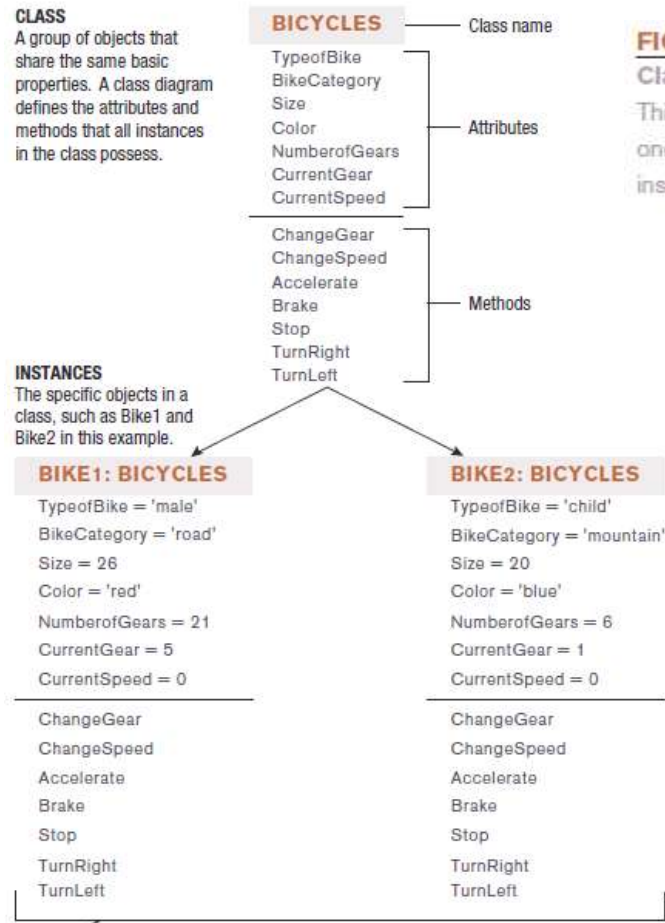 CLASS
A group of objects that
share the same basic
properties. A class diagram
defines the attributes and
methods that all instances
in the class possess.
BICYCLES
Class name
TypeofBike
BikeCategory
Size
Color
NumberofGears
CurrentGear
CurrentSpeed
Attributes
ChangeGear
ChangeSpeed
Accelerate
Brake
Stop
TurnRight
TurnLeft
Methods
INSTANCES
The specific objects in a
class, such as Bike1 and
Bike2 in this example.
BIKE1: BICYCLES
TypeofBike = 'male'
BikeCategory = 'road'
Size = 26
Color = 'red'
NumberofGears = 21
CurrentGear = 5
CurrentSpeed = 0
ChangeGear
ChangeSpeed
Accelerate
Brake
Stop
TurnRight
TurnLeft
BIKE2: BICYCLES
TypeofBike = 'child'
BikeCategory = 'mountain'
Size = 20
Color = 'blue'
NumberofGears = 6
CurrentGear = 1
CurrentSpeed = 0
ChangeGear
ChangeSpeed
Accelerate
Brake
Stop
TurnRight
TurnLeft